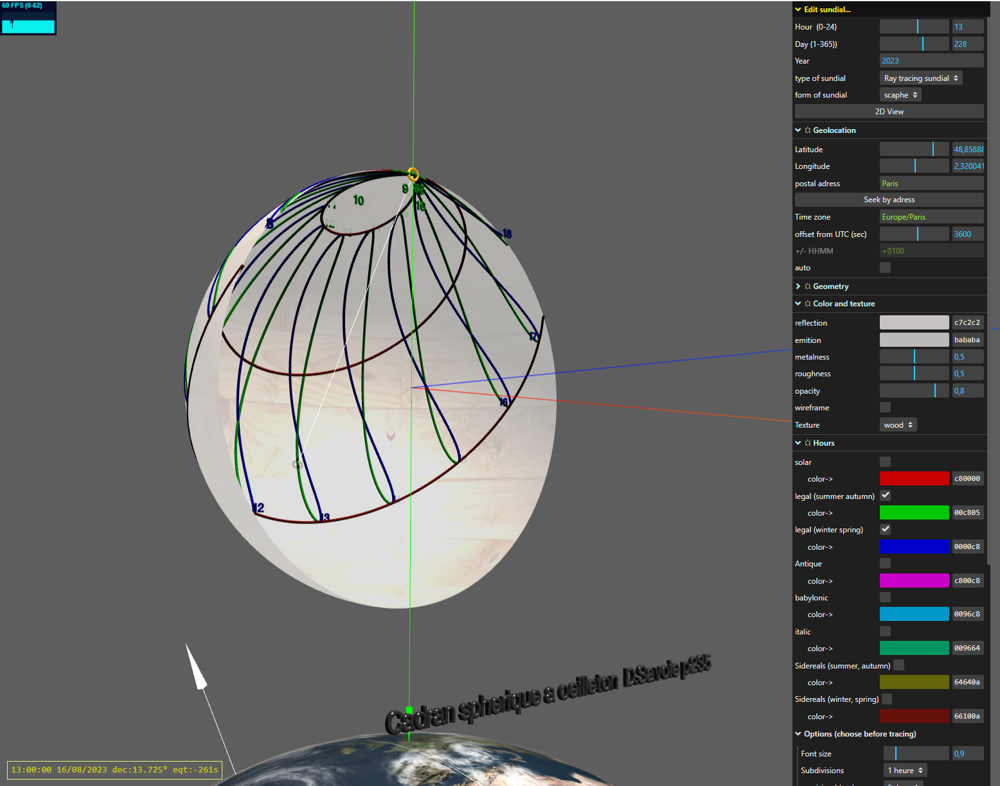 60 FPS (0-62)
Edit sundial...
Hour (0-24) 13
Day (1-365)) 228
Year 2023
type of sundial Ray tracing sundial
form of sundial scaphe
2D View
Geolocation
Latitude 48,85888
Longitude 2,320041
postal adress Paris
Seek by adress
Time zone Europe/Paris
offset from UTC (sec) 3600
+/- HHMM +0100
auto
Geometry
Color and texture
reflection c7c2c2
emition bababa
metalness 0,5
roughness 0,5
opacity 0,8
wireframe
Texture wood
Hours
solar
color-> c80000
legal (summer autumn)
color-> 00c805
legal (winter spring)
color-> 0000c8
Antique
color-> c800c8
babylonic
color-> 0096c8
italic
color-> 009664
Sidereals (summer, autumn)
color-> 64640a
Sidereals (winter, spring)
color-> 66100a
Options (choose before tracing)
Font size 0,9
Subdivisions 1 heure
9
10
16
12
8
18
17
16
12
13
Cadran spherique a oeilleton D.Savoie p285
13:00:00 16/08/2023 dec:13.725° eqt:-261s